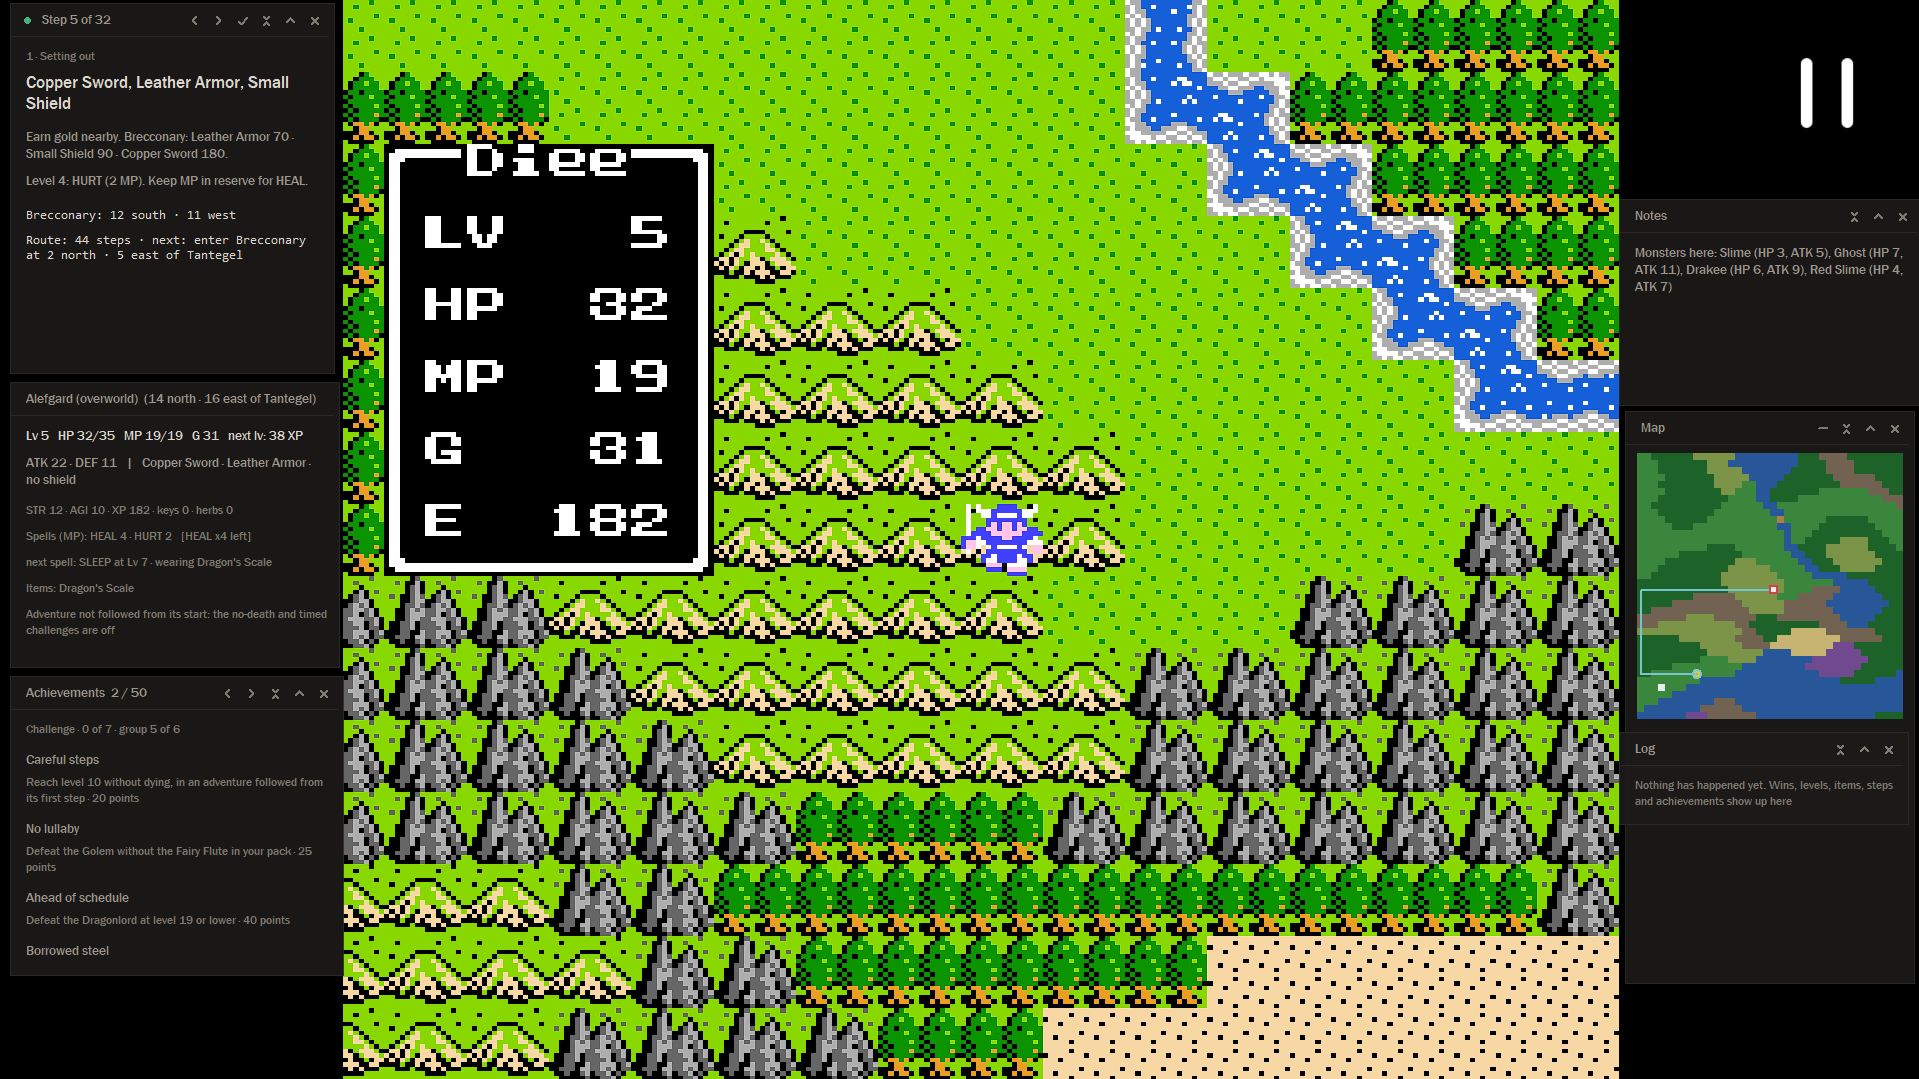 Step 5 of 32
1 · Setting out
Copper Sword, Leather Armor, Small
Shield
Earn gold nearby. Brecconary: Leather Armor 70 ·
Small Shield 90 · Copper Sword 180.
Level 4: HURT (2 MP). Keep MP in reserve for HEAL.
Brecconary: 12 south · 11 west
Route: 44 steps · next: enter Brecconary
at 2 north · 5 east of Tantegel
Alefgard (overworld) (14 north · 16 east of Tantegel)
Lv 5 HP 32/35 MP 19/19 G 31 next lv: 38 XP
ATK 22 · DEF 11 | Copper Sword · Leather Armor ·
no shield
STR 12 · AGI 10 · XP 182 · keys 0 · herbs 0
Spells (MP): HEAL 4 · HURT 2 [HEAL x4 left]
next spell: SLEEP at Lv 7 · wearing Dragon's Scale
Items: Dragon's Scale
Adventure not followed from its start: the no-death and timed
challenges are off
Achievements 2 / 50
Challenge · 0 of 7 · group 5 of 6
Careful steps
Reach level 10 without dying, in an adventure followed from
its first step · 20 points
No lullaby
Defeat the Golem without the Fairy Flute in your pack · 25
points
Ahead of schedule
Defeat the Dragonlord at level 19 or lower · 40 points
Borrowed steel
Diee
LV 5
HP 32
MP 19
G 31
E 182
Notes
Monsters here: Slime (HP 3, ATK 5), Ghost (HP 7,
ATK 11), Drakee (HP 6, ATK 9), Red Slime (HP 4,
ATK 7)
Map
Log
Nothing has happened yet. Wins, levels, items, steps
and achievements show up here